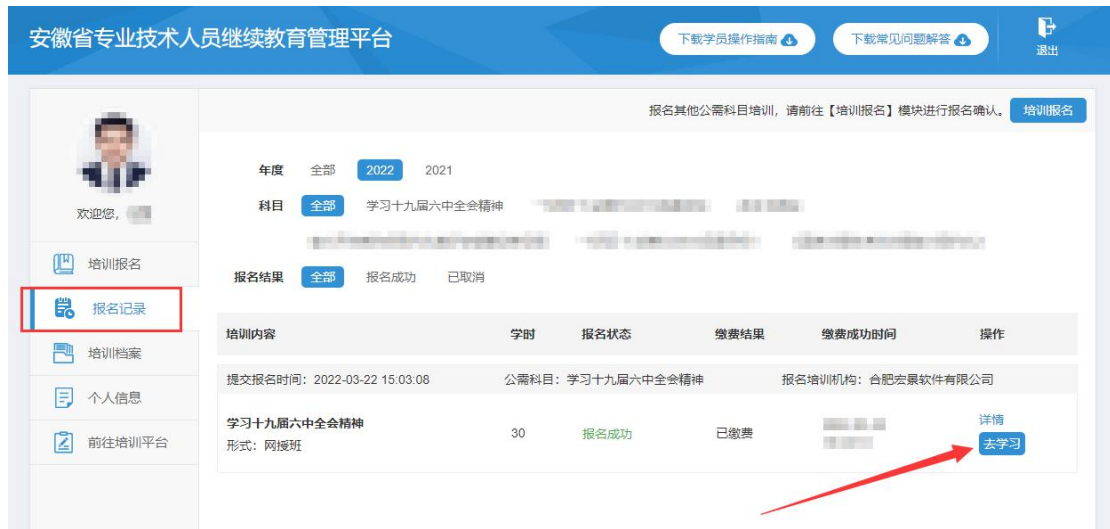 安徽省专业技术人员继续教育管理平台
下载学员操作指南
下载常见问题解答
退出
报名其他公需科目培训，请前往【培训报名】模块进行报名确认。 培训报名
欢迎您，
培训报名
报名记录
培训档案
个人信息
前往培训平台
年度 全部 2022 2021
科目 全部 学习十九届六中全会精神
报名结果 全部 报名成功 已取消
培训内容 学时 报名状态 缴费结果 缴费成功时间 操作
提交报名时间：2022-03-22 15:03:08 公需科目：学习十九届六中全会精神 报名培训机构：合肥宏景软件有限公司
学习十九届六中全会精神
形式：网授班
30 报名成功 已缴费
详情
去学习